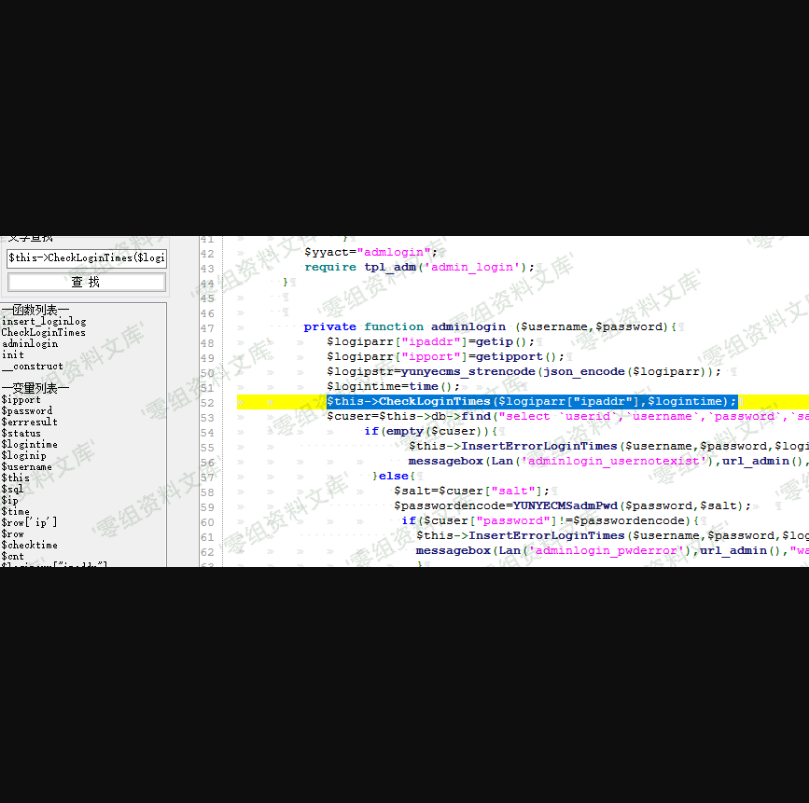 文字查找
$this->CheckLoginTimes($logi
查 找
—函数列表—
insert_loginlog
CheckLoginTimes
adminlogin
init
__construct
—变量列表—
$ipport
$password
$errresult
$status
$logintime
$loginip
$username
$this
$sql
$ip
$time
$row['ip']
$row
$checktime
$cnt
$logiparr["ipaddr"]
41 }
42 $yyact="admlogin";
43 require tpl_adm('admin_login');
44 }
45
46
47 private function adminlogin ($username,$password){
48 $logiparr["ipaddr"]=getip();
49 $logiparr["ipport"]=getipport();
50 $logipstr=yunyecms_strencode(json_encode($logiparr));
51 $logintime=time();
52 $this->CheckLoginTimes($logiparr["ipaddr"],$logintime);
53 $cuser=$this->db->find("select `userid`,`username`,`password`,`sa
54 if(empty($cuser)){
55 $this->InsertErrorLoginTimes($username,$password,$logi
56 messagebox(Lan('adminlogin_usernotexist'),url_admin(),
57 }else{
58 $salt=$cuser["salt"];
59 $passwordencode=YUNYECMSadmPwd($password,$salt);
60 if($cuser["password"]!=$passwordencode){
61 $this->InsertErrorLoginTimes($username,$password,$log
62 messagebox(Lan('adminlogin_pwderror'),url_admin(),"wa
63 }
零组资料文库